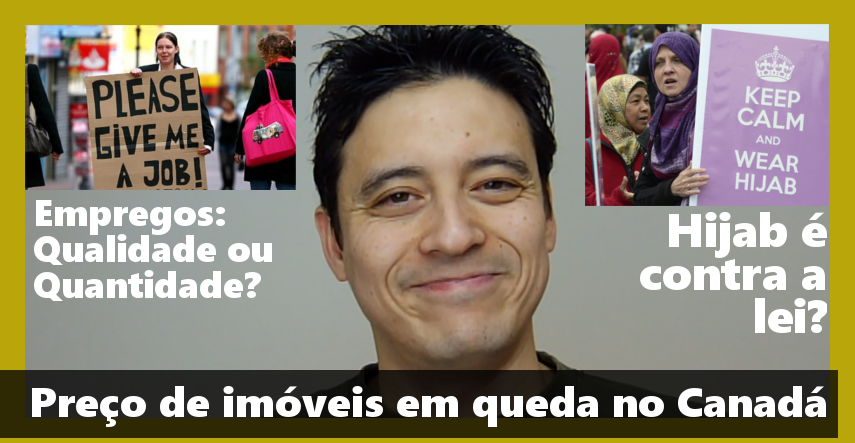 PLEASE
GIVE ME
A JOB!
KEEP
CALM
AND
WEAR
HIJAB
Empregos:
Qualidade ou
Quantidade?
Hijab é
contra a
lei?
Preço de imóveis em queda no Canadá